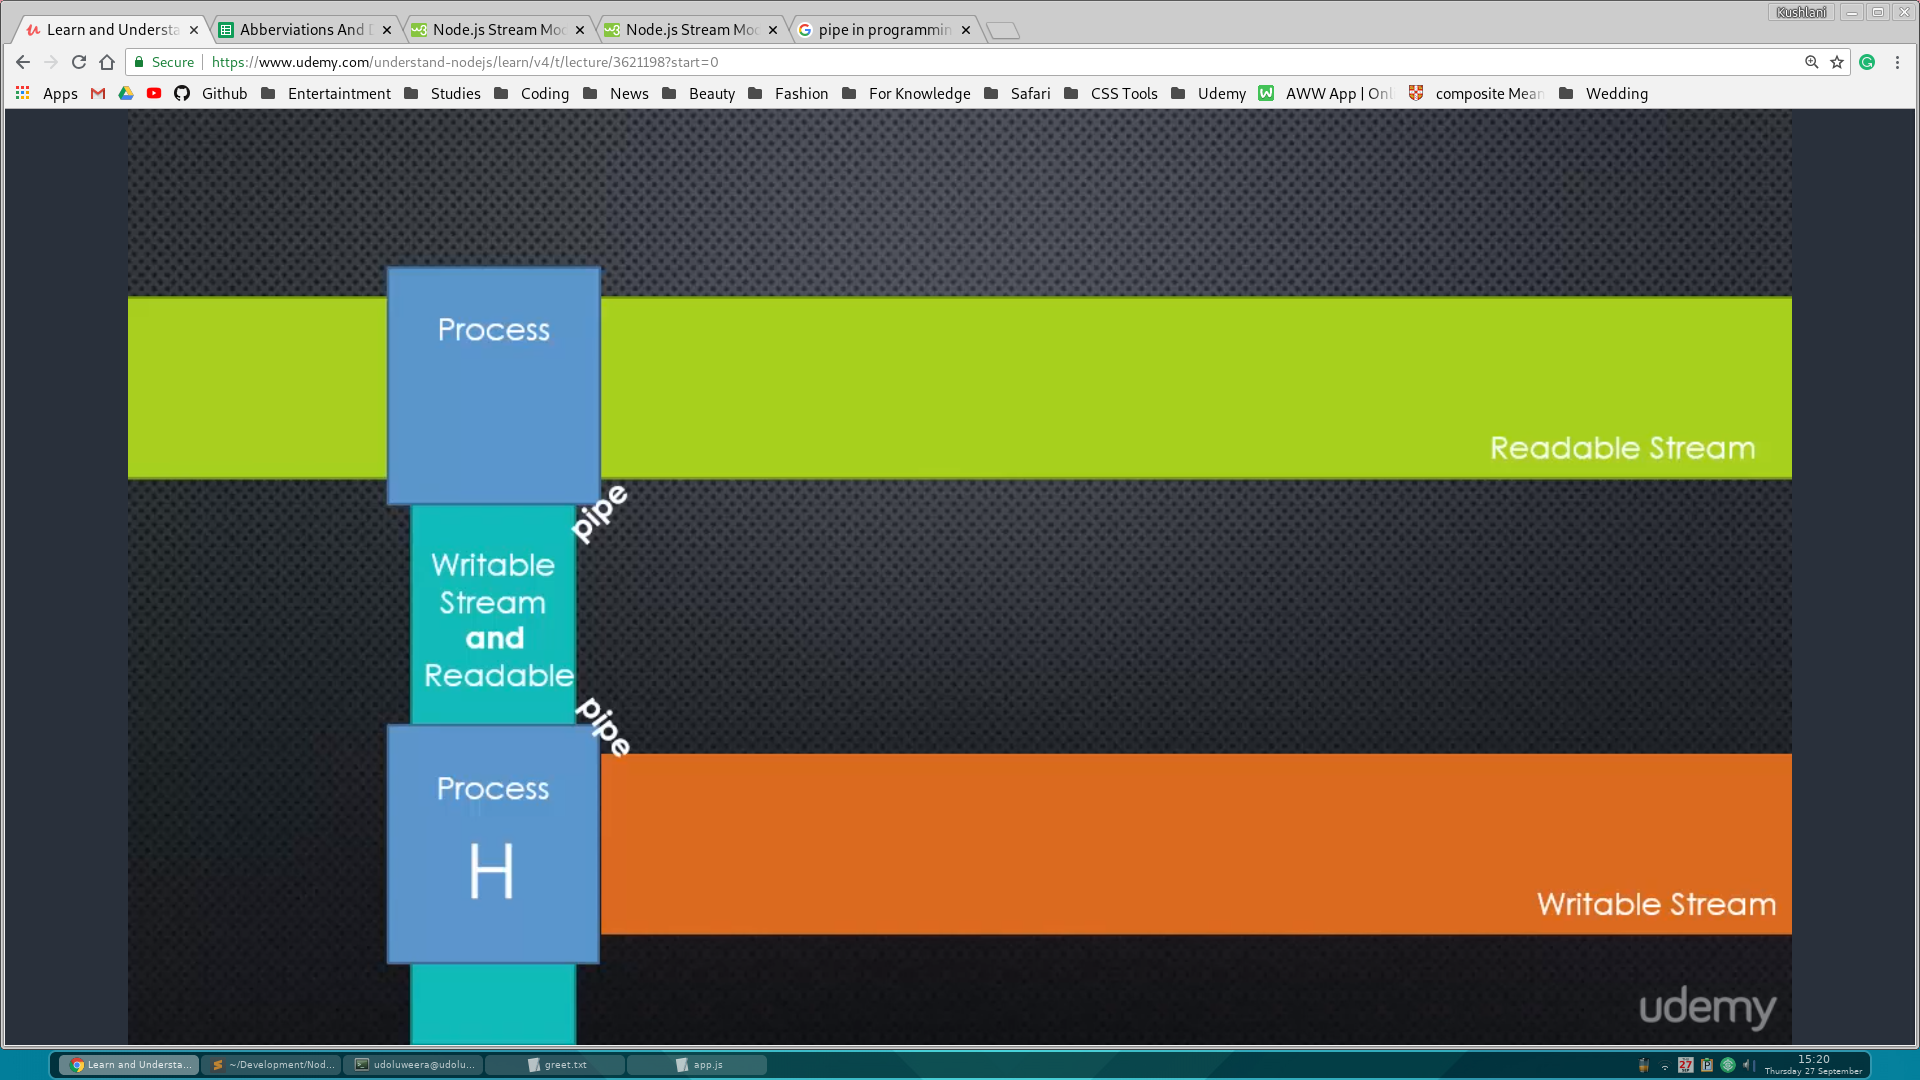 Kushlani
Learn and Understa
Abberviations And D
Node.js Stream Mod
Node.js Stream Mod
pipe in programmin
Secure
https://www.udemy.com/understand-nodejs/learn/v4/t/lecture/3621198?start=0
Apps
Github
Entertaintment
Studies
Coding
News
Beauty
Fashion
For Knowledge
Safari
CSS Tools
Udemy
AWW App | Onl
composite Mean
Wedding
Process
Readable Stream
pipe
Writable
Stream
and
Readable
pipe
Process
H
Writable Stream
udemy
Learn and Understa...
~/Development/Nod...
udoluweera@udolu...
greet.txt
app.js
27
15:20
Thursday 27 September